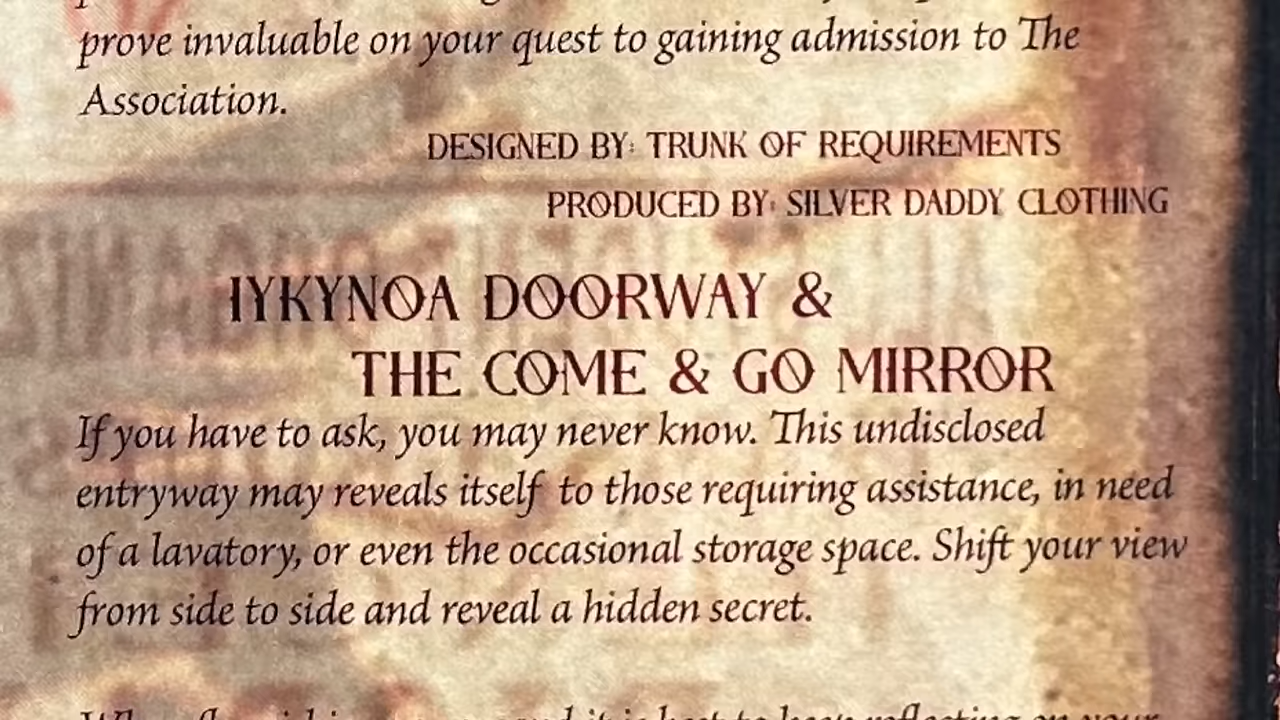 prove invaluable on your quest to gaining admission to The
Association.
DESIGNED BY: TRUNK OF REQUIREMENTS
PRODUCED BY: SILVER DADDY CLOTHING
IYKYNOA DOORWAY &
THE COME & GO MIRROR
If you have to ask, you may never know. This undisclosed
entryway may reveals itself to those requiring assistance, in need
of a lavatory, or even the occasional storage space. Shift your view
from side to side and reveal a hidden secret.